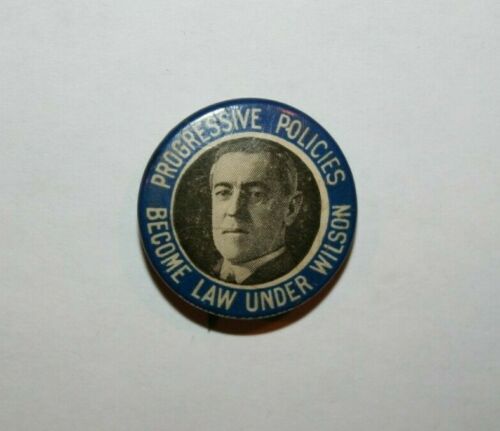 PROGRESSIVE POLICIES
BECOME LAW UNDER WILSON